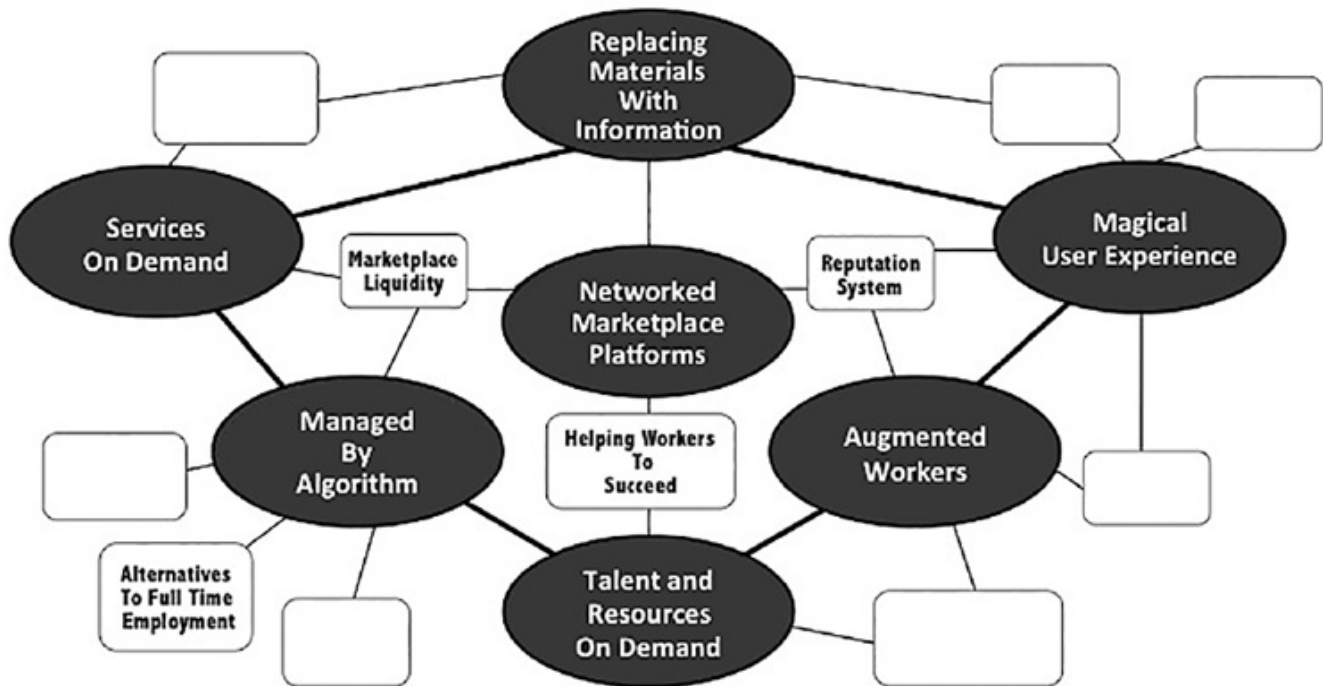 Replacing
Materials
With
Information
Services
On Demand
Magical
User Experience
Marketplace
Liquidity
Reputation
System
Networked
Marketplace
Platforms
Managed
By
Algorithm
Helping Workers
To
Succeed
Augmented
Workers
Alternatives
To Full Time
Employment
Talent and
Resources
On Demand